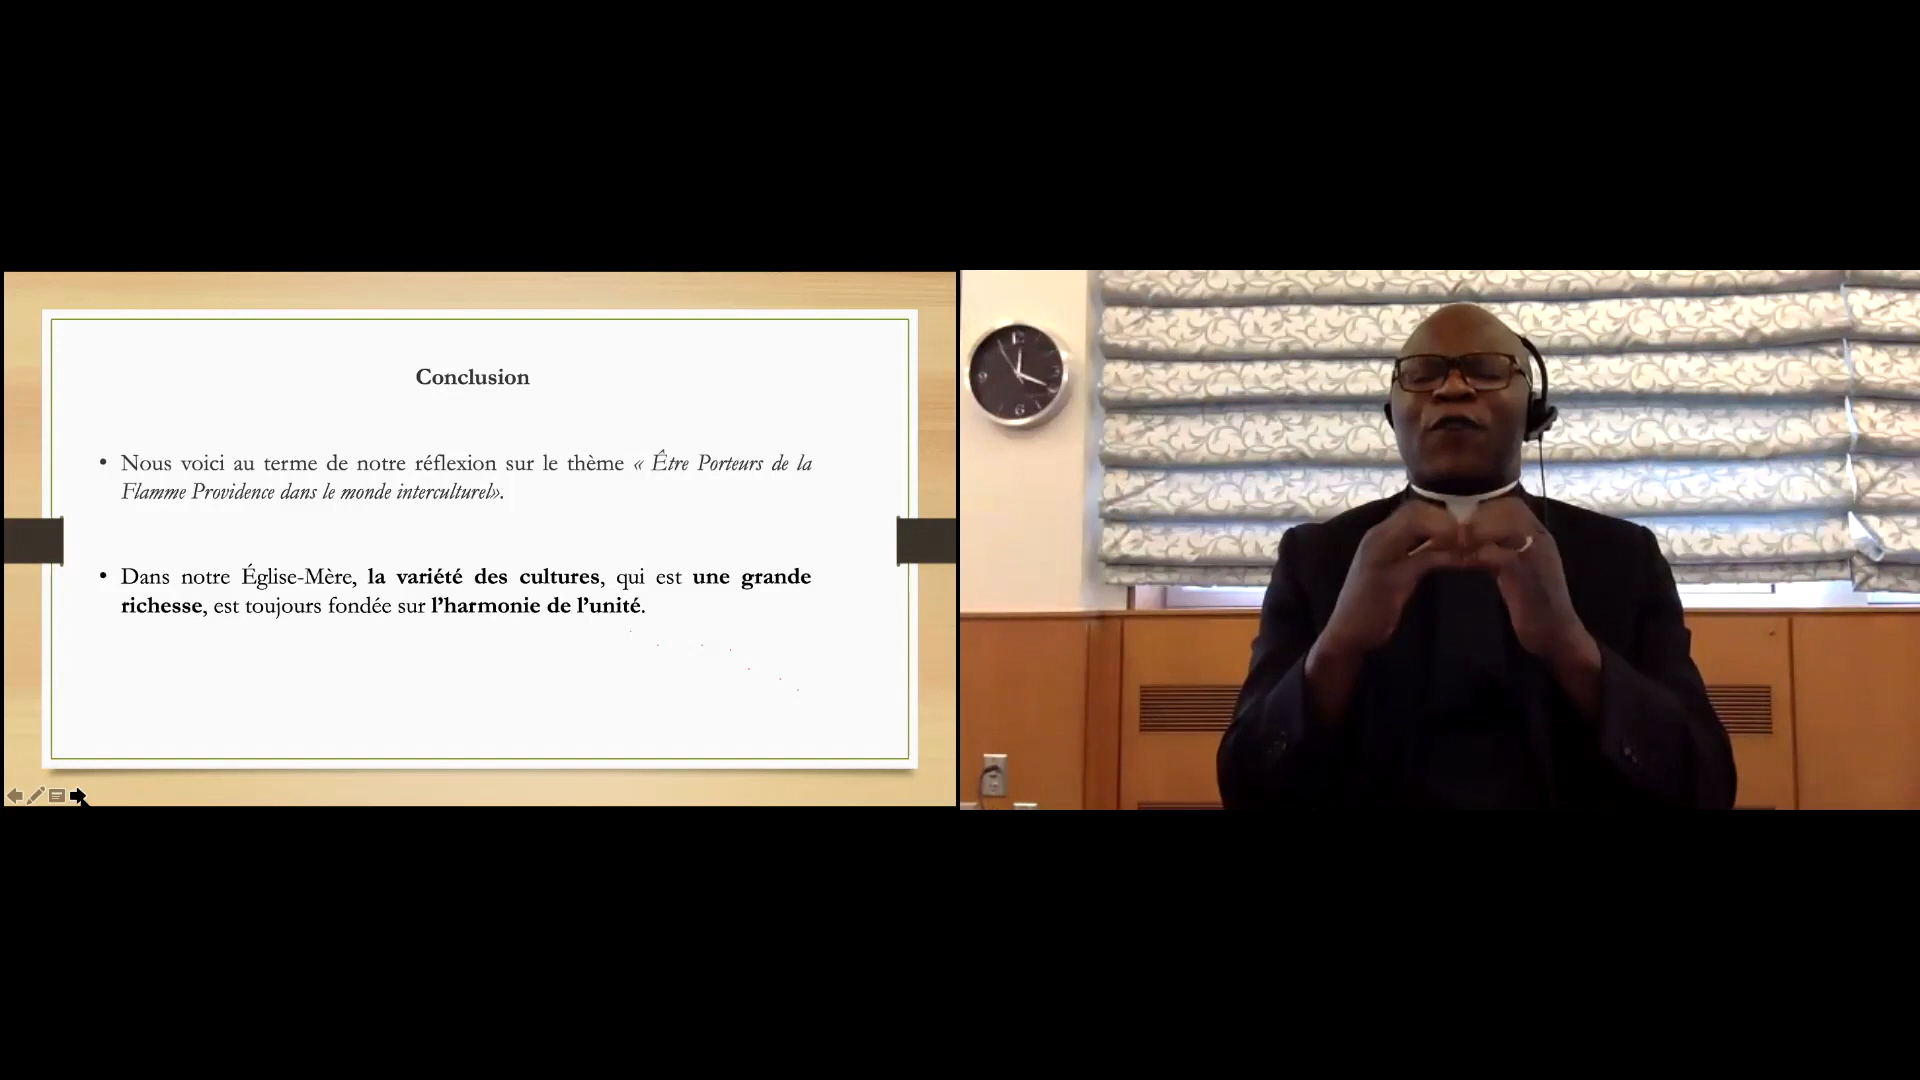 Conclusion
• Nous voici au terme de notre réflexion sur le thème « Être Porteurs de la
Flamme Providence dans le monde interculturel».
• Dans notre Église-Mère, la variété des cultures, qui est une grande
richesse, est toujours fondée sur l’harmonie de l’unité.